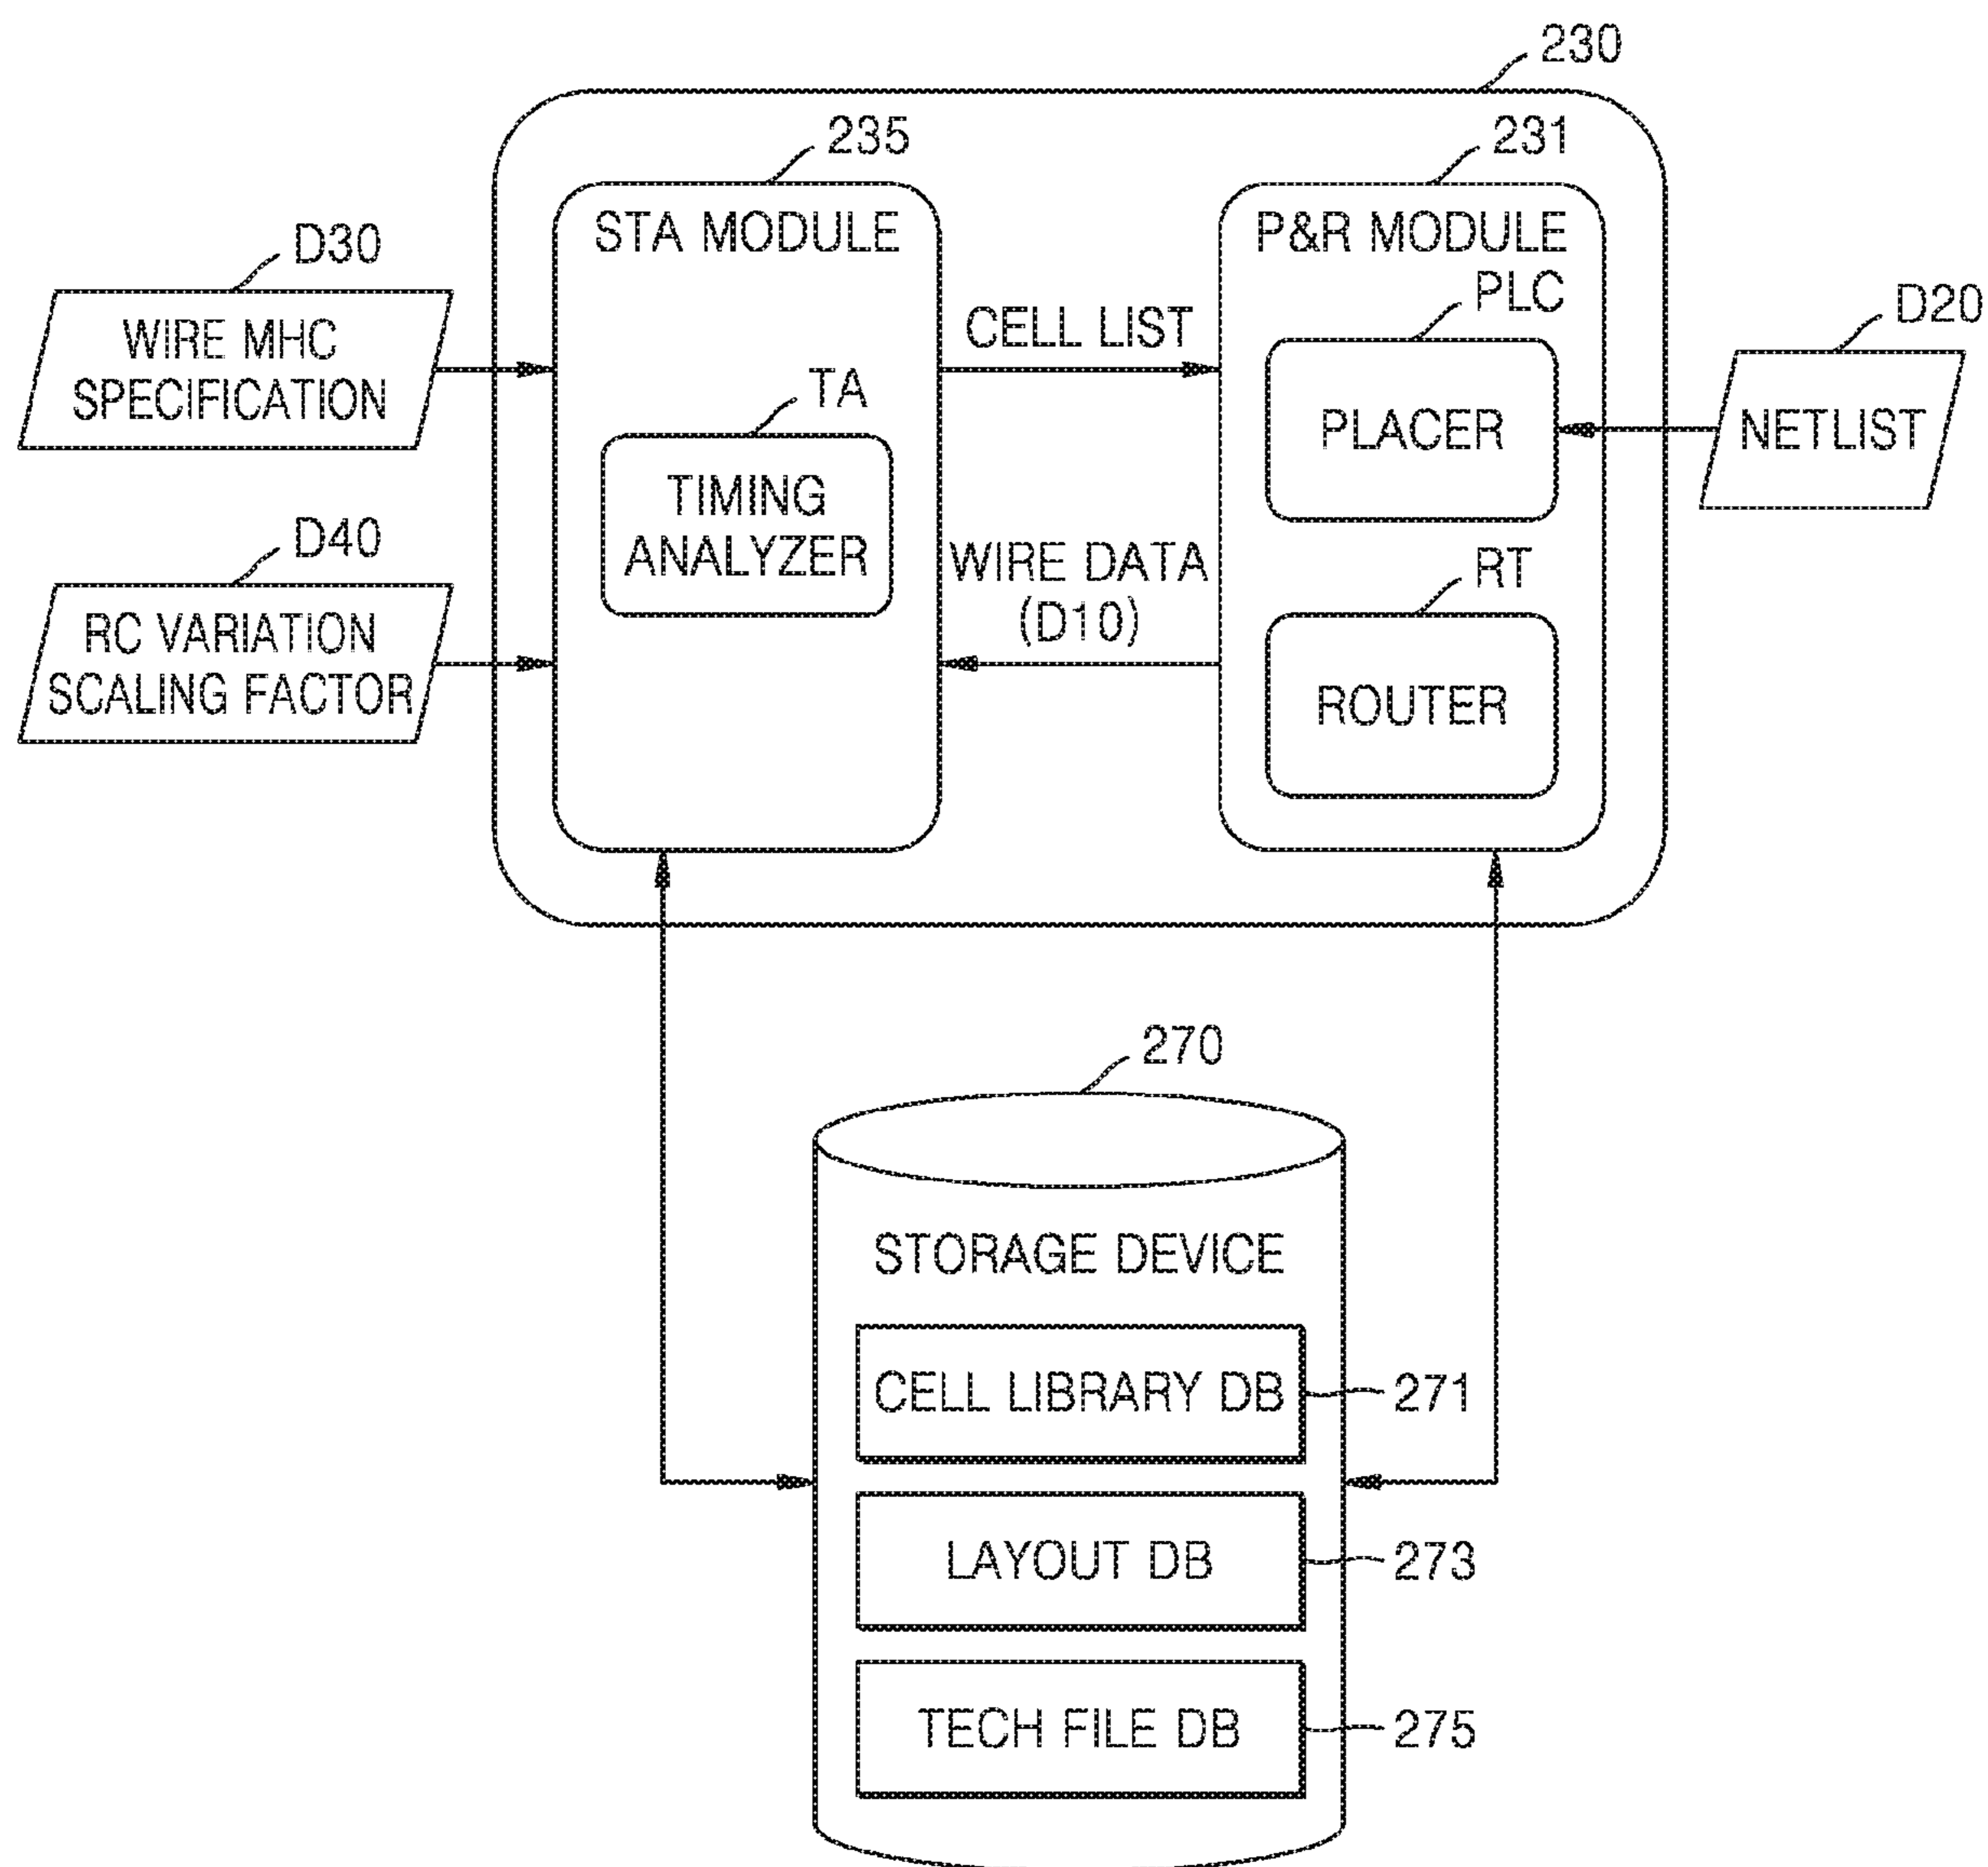 230
235
231
STA MODULE
P&R MODULE
D30
WIRE MHC
SPECIFICATION
CELL LIST
PLC
PLACER
D20
NETLIST
TA
TIMING
ANALYZER
D40
RC VARIATION
SCALING FACTOR
WIRE DATA
(D10)
RT
ROUTER
270
STORAGE DEVICE
CELL LIBRARY DB
271
LAYOUT DB
273
TECH FILE DB
275